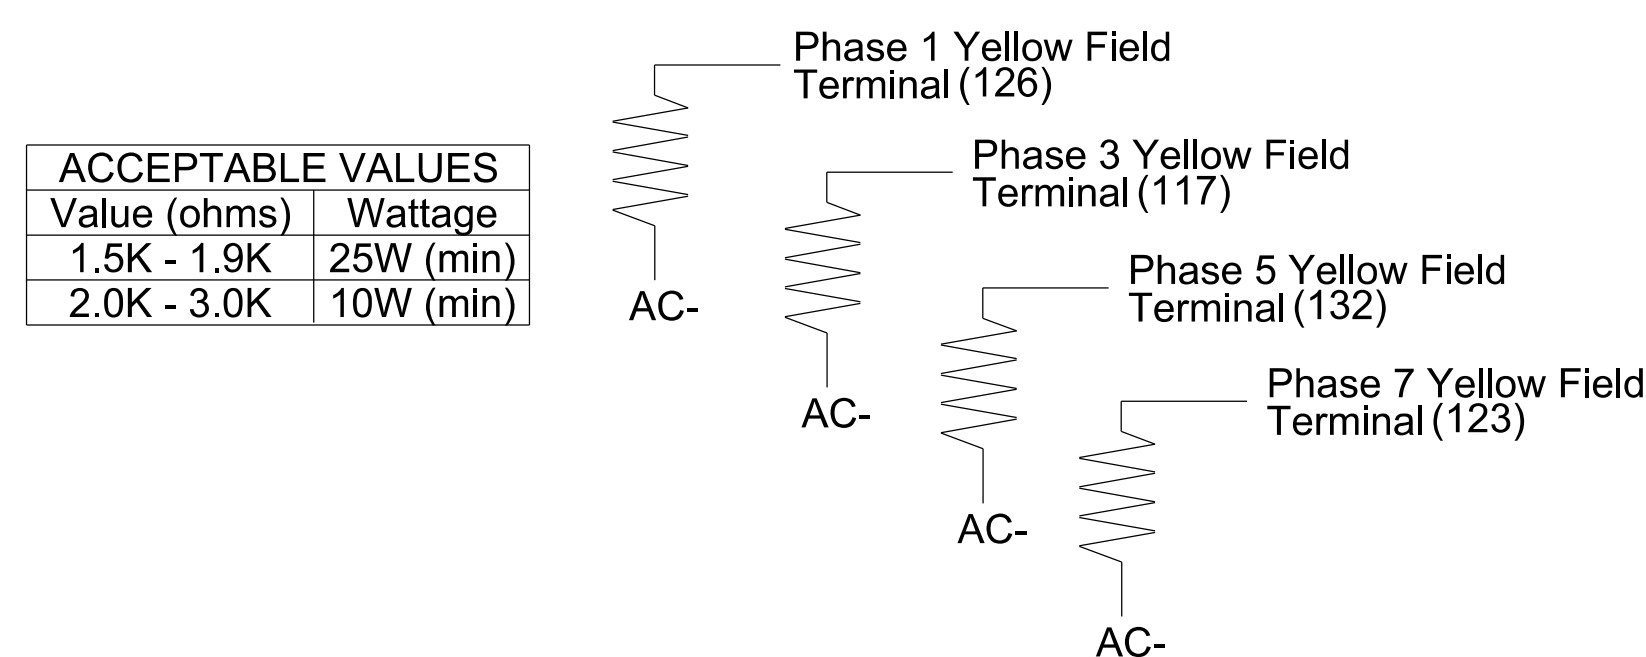 Phase 1 Yellow Field
Terminal (126)
ACCEPTABLE VALUES
Value (ohms) Wattage
1.5K - 1.9K 25W (min)
2.0K - 3.0K 10W (min)
AC-
Phase 3 Yellow Field
Terminal (117)
AC-
Phase 5 Yellow Field
Terminal (132)
AC-
Phase 7 Yellow Field
Terminal (123)
AC-